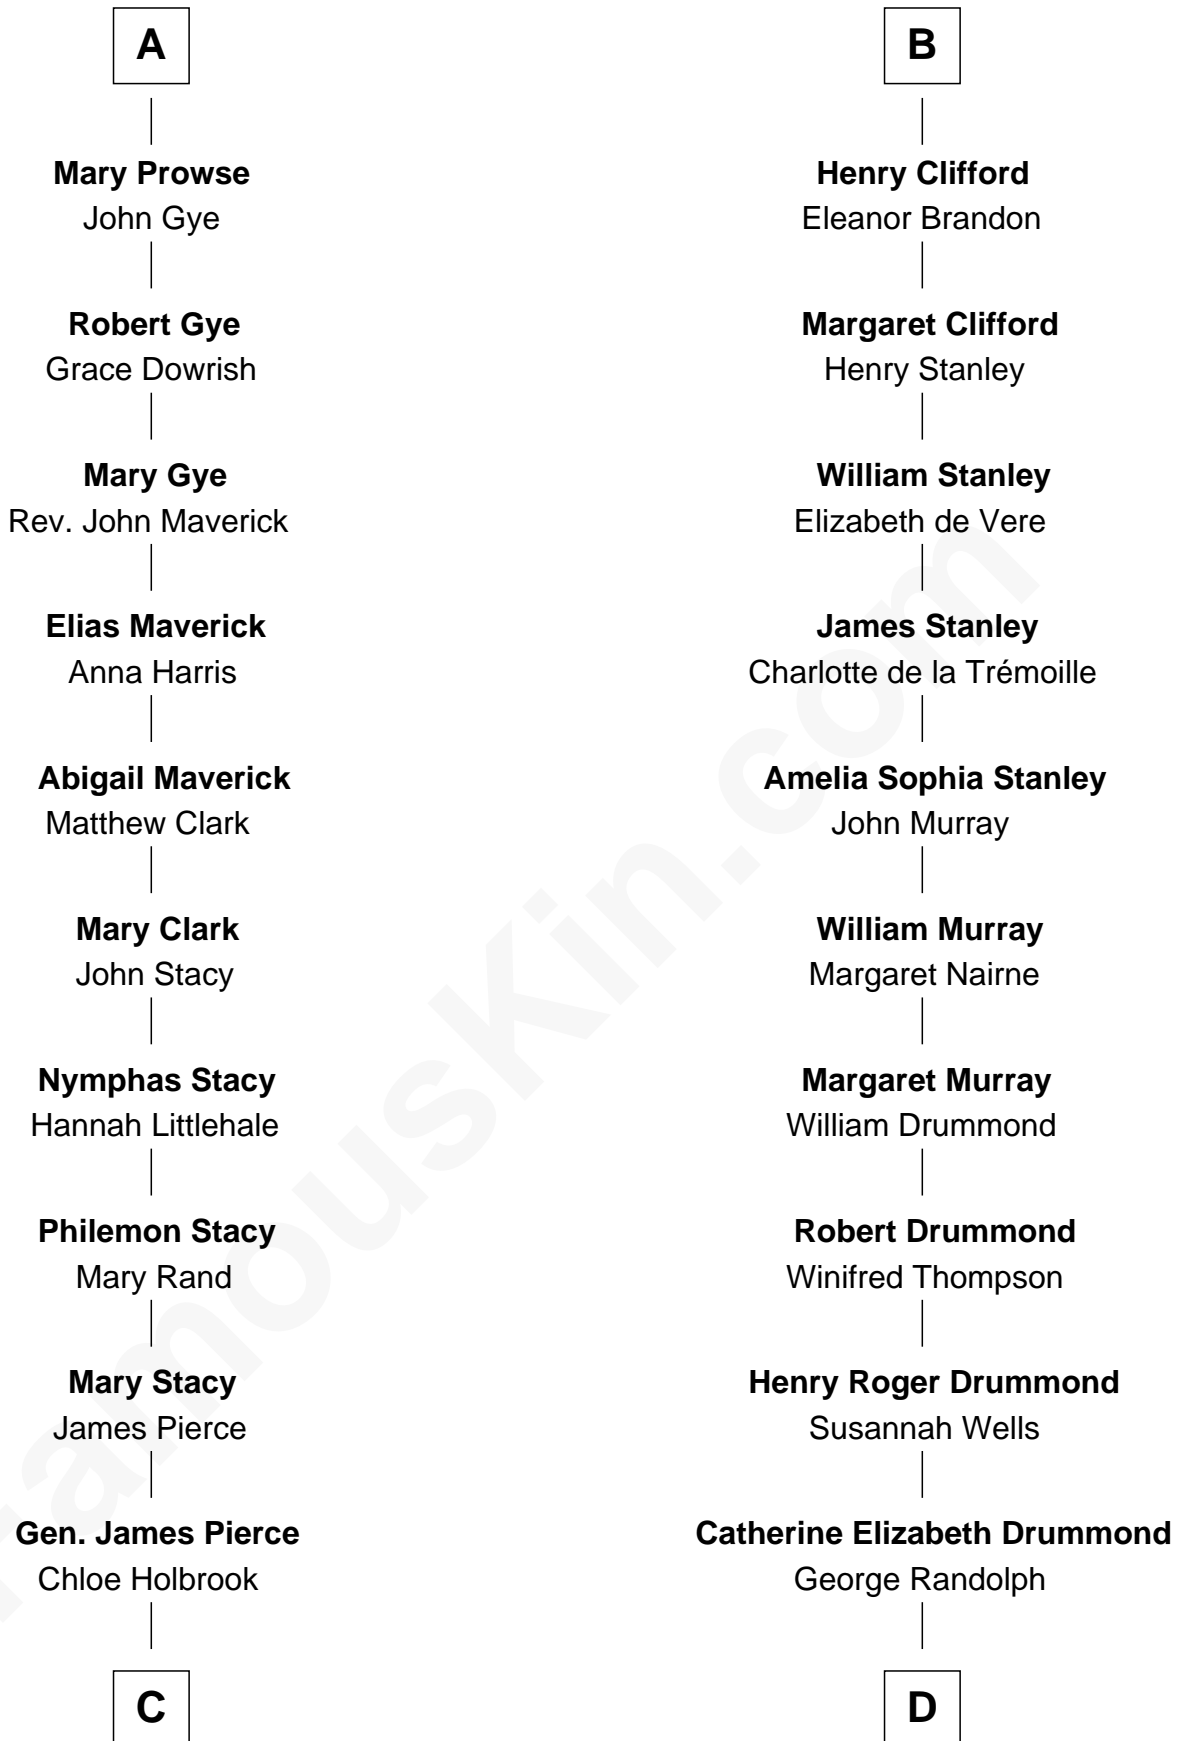 A
Mary Prowse
John Gye
Robert Gye
Grace Dowrish
Mary Gye
Rev. John Maverick
Elias Maverick
Anna Harris
Abigail Maverick
Matthew Clark
Mary Clark
John Stacy
Nymphas Stacy
Hannah Littlehale
Philemon Stacy
Mary Rand
Mary Stacy
James Pierce
Gen. James Pierce
Chloe Holbrook
C
B
Henry Clifford
Eleanor Brandon
Margaret Clifford
Henry Stanley
William Stanley
Elizabeth de Vere
James Stanley
Charlotte de la Trémoille
Amelia Sophia Stanley
John Murray
William Murray
Margaret Nairne
Margaret Murray
William Drummond
Robert Drummond
Winifred Thompson
Henry Roger Drummond
Susannah Wells
Catherine Elizabeth Drummond
George Randolph
D
FamousKin.com